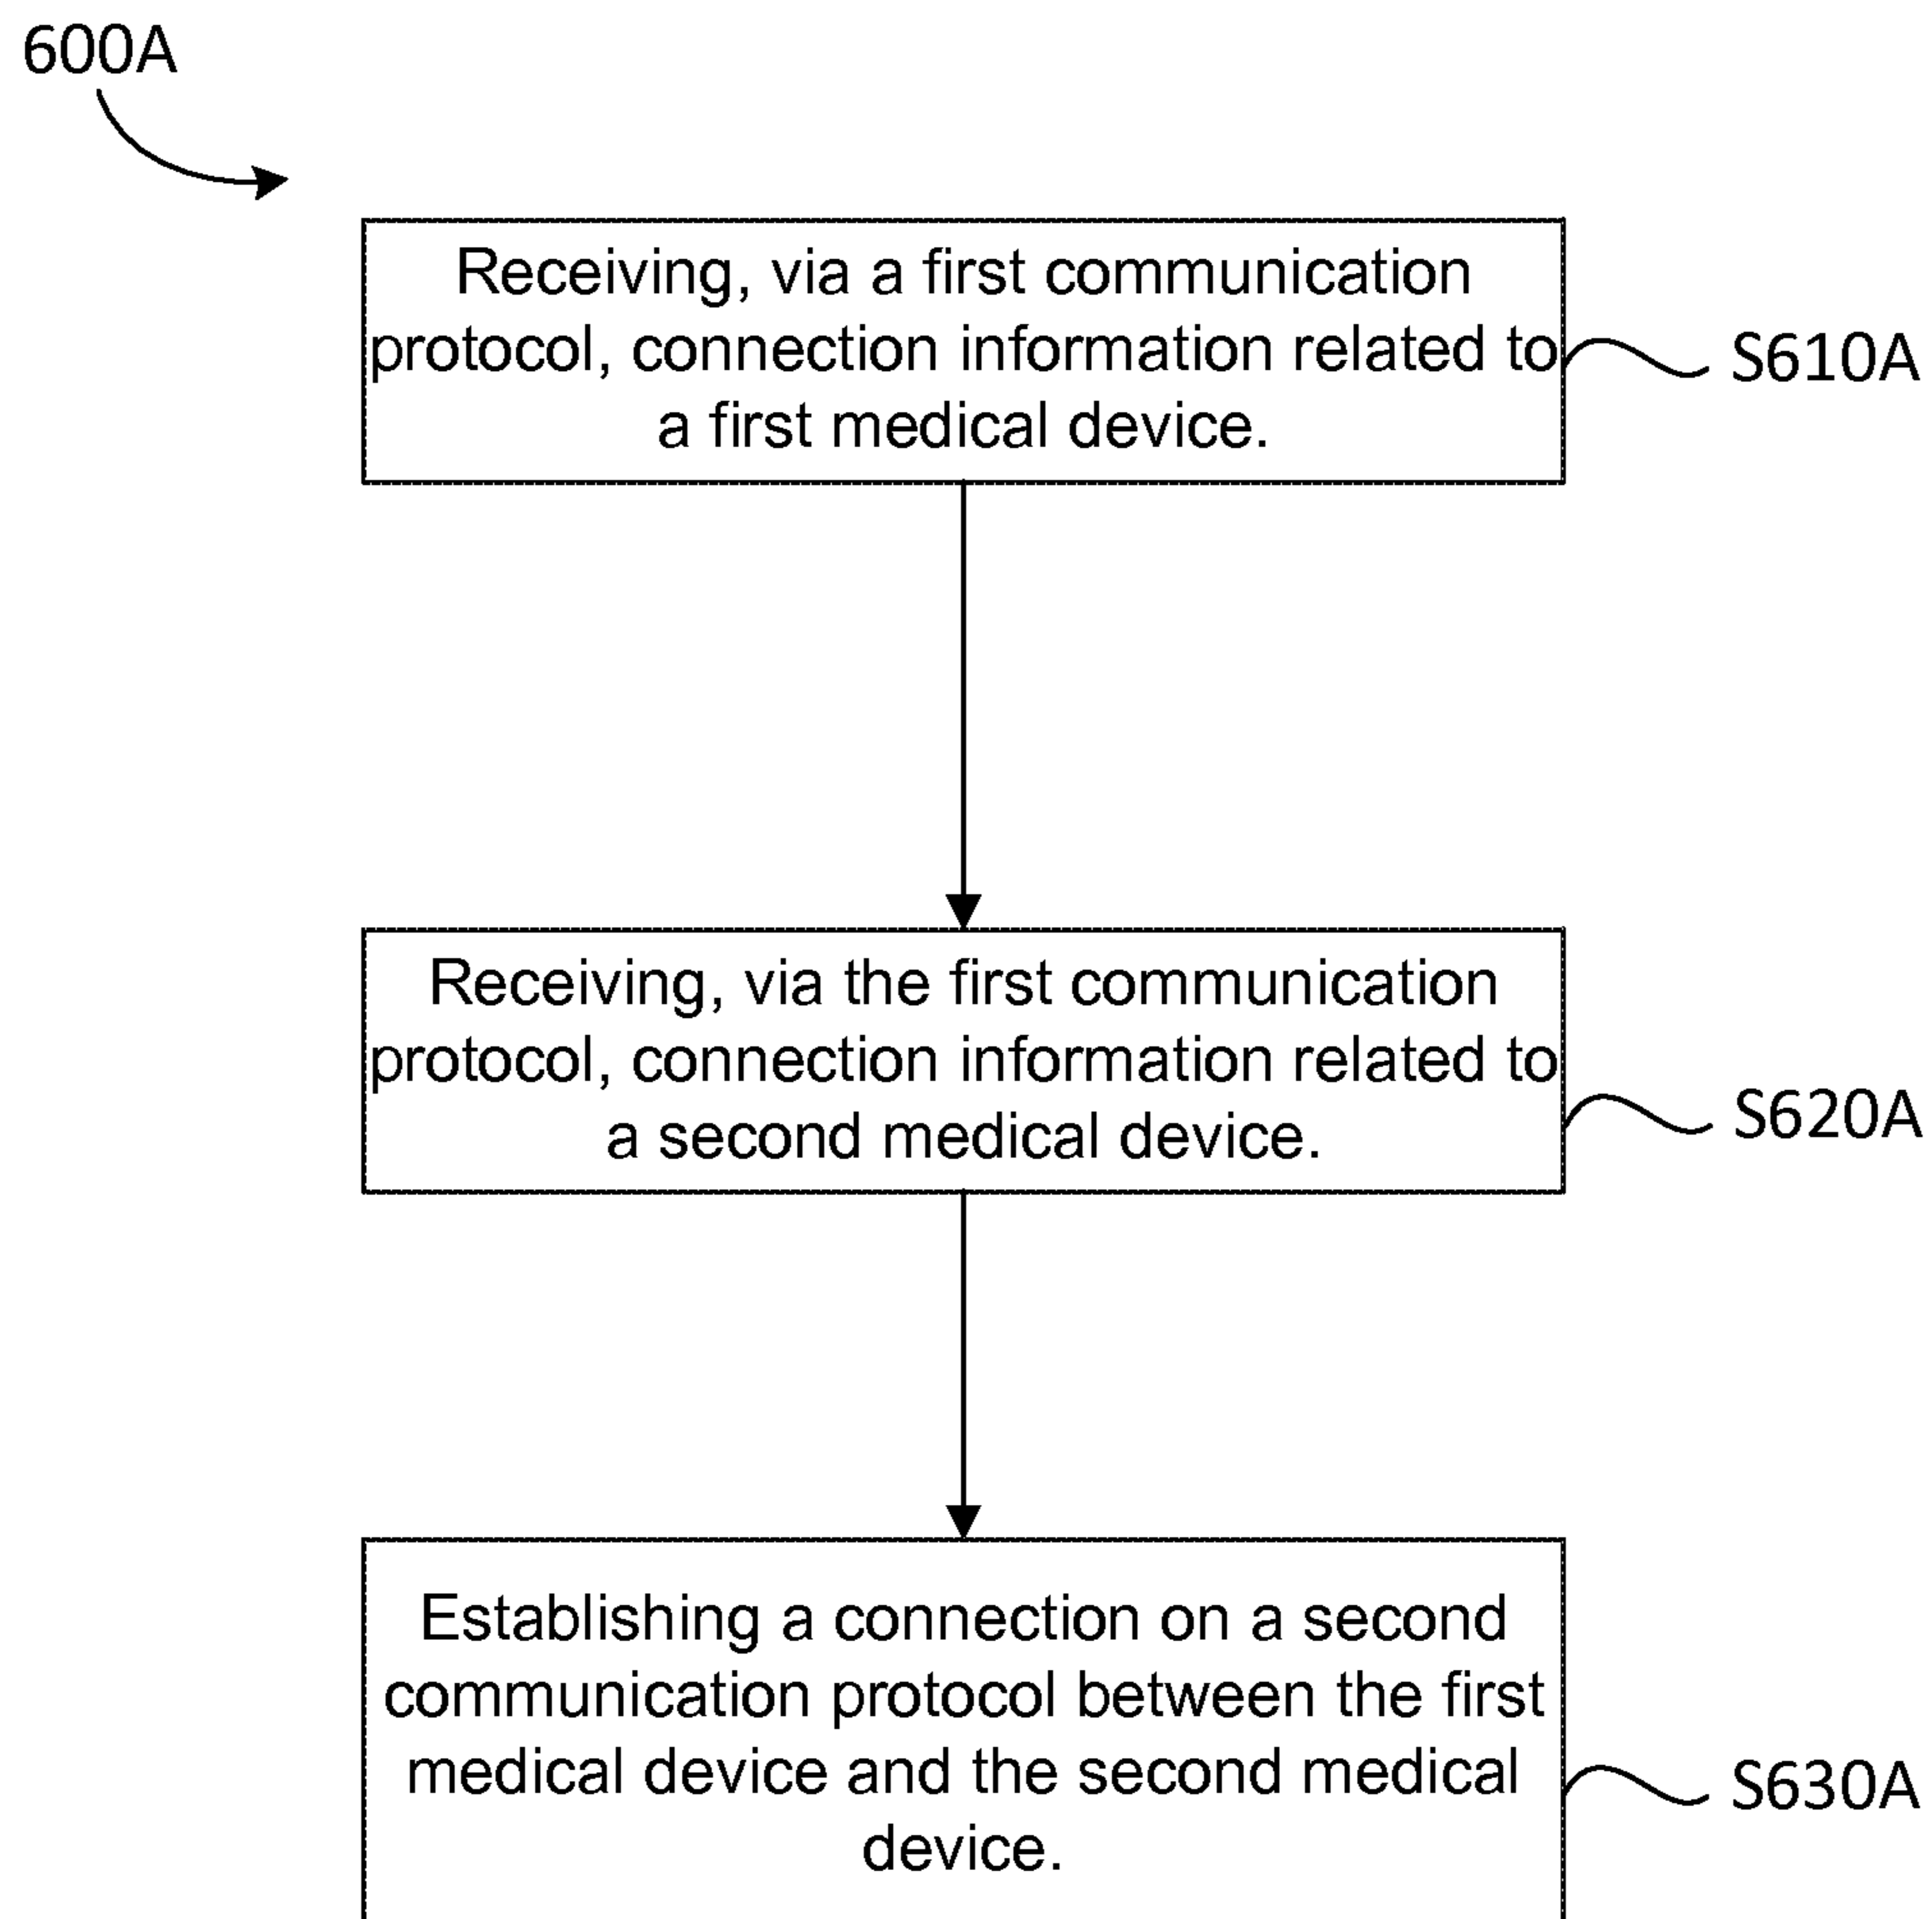 600A
Receiving, via a first communication
protocol, connection information related to
a first medical device.
S610A
Receiving, via the first communication
protocol, connection information related to
a second medical device.
S620A
Establishing a connection on a second
communication protocol between the first
medical device and the second medical
device.
S630A